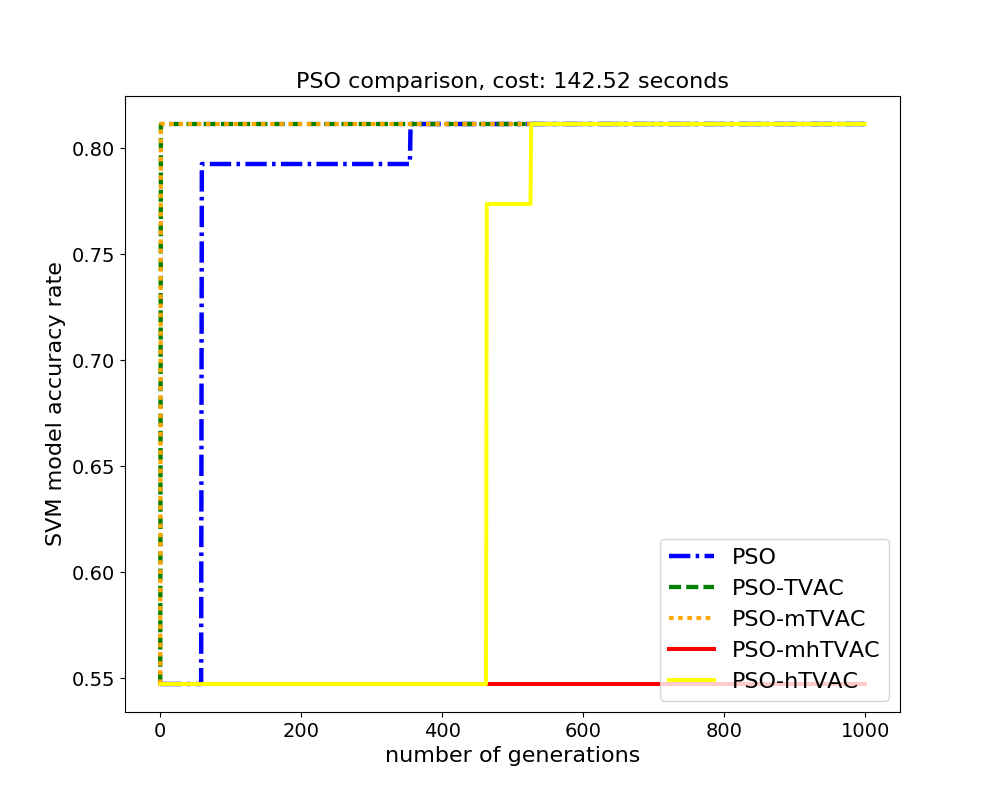 PSO comparison, cost: 142.52 seconds
SVM model accuracy rate
0.80
0.75
0.70
0.65
0.60
0.55
PSO
PSO-TVAC
PSO-mTVAC
PSO-mhTVAC
PSO-hTVAC
0 200 400 600 800 1000
number of generations